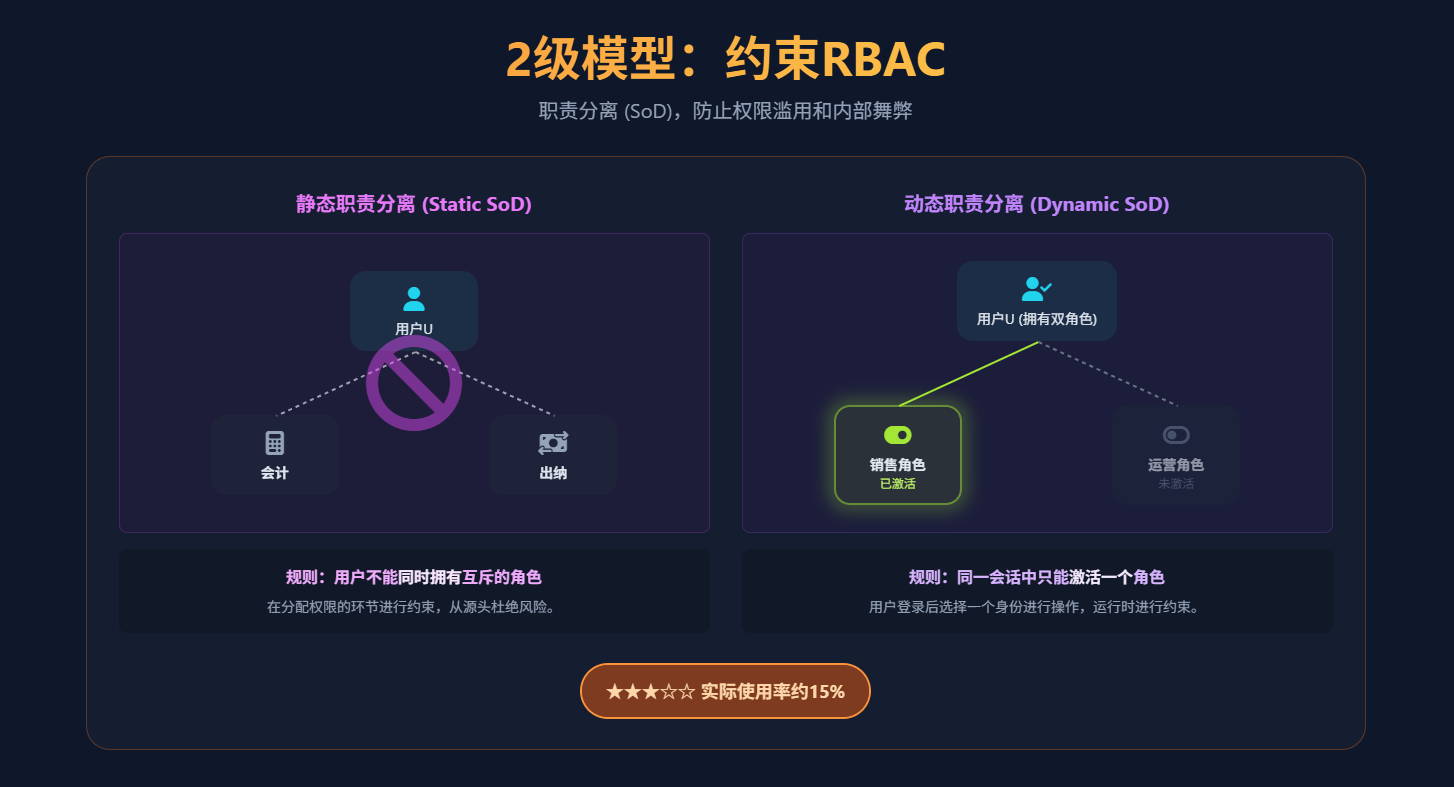 2级模型：约束RBAC
职责分离 (SoD)，防止权限滥用和内部舞弊
静态职责分离 (Static SoD)
用户U
会计
出纳
规则：用户不能同时拥有互斥的角色
在分配权限的环节进行约束，从源头杜绝风险。
动态职责分离 (Dynamic SoD)
用户U (拥有双角色)
销售角色
已激活
运营角色
未激活
规则：同一会话中只能激活一个角色
用户登录后选择一个身份进行操作，运行时进行约束。
★★★☆☆ 实际使用率约15%